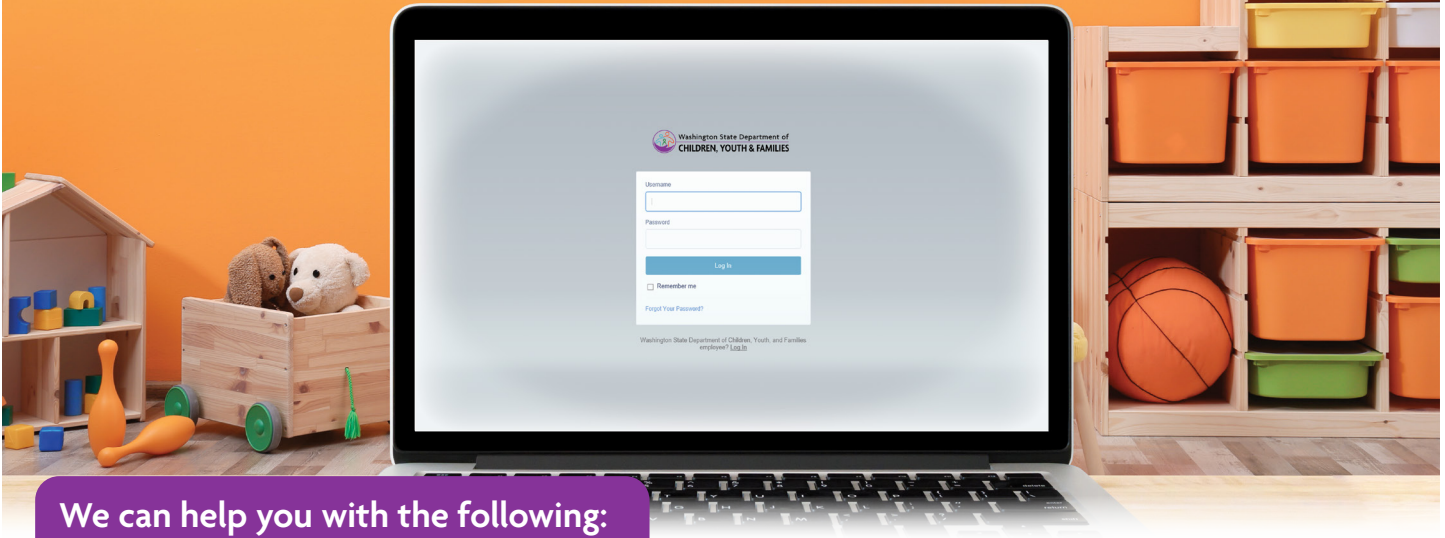 Washington State Department of
CHILDREN, YOUTH & FAMILIES
Username
Password
Log In
Remember me
Forgot Your Password?
Washington State Department of Children, Youth, and Families
employee? Log In
We can help you with the following: